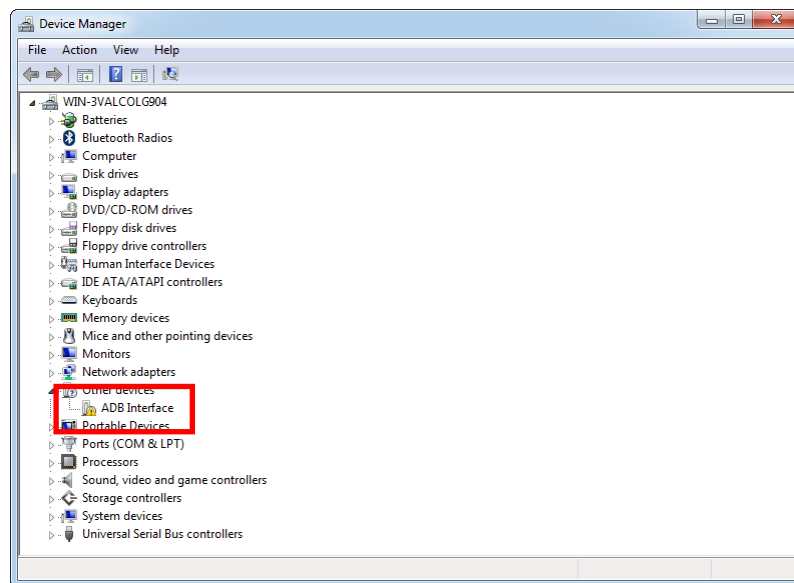 Device Manager
File Action View Help
WIN-3VALCOLG904
Batteries
Bluetooth Radios
Computer
Disk drives
Display adapters
DVD/CD-ROM drives
Floppy disk drives
Floppy drive controllers
Human Interface Devices
IDE ATA/ATAPI controllers
Keyboards
Memory devices
Mice and other pointing devices
Monitors
Network adapters
Other devices
ADB Interface
Portable Devices
Ports (COM & LPT)
Processors
Sound, video and game controllers
Storage controllers
System devices
Universal Serial Bus controllers